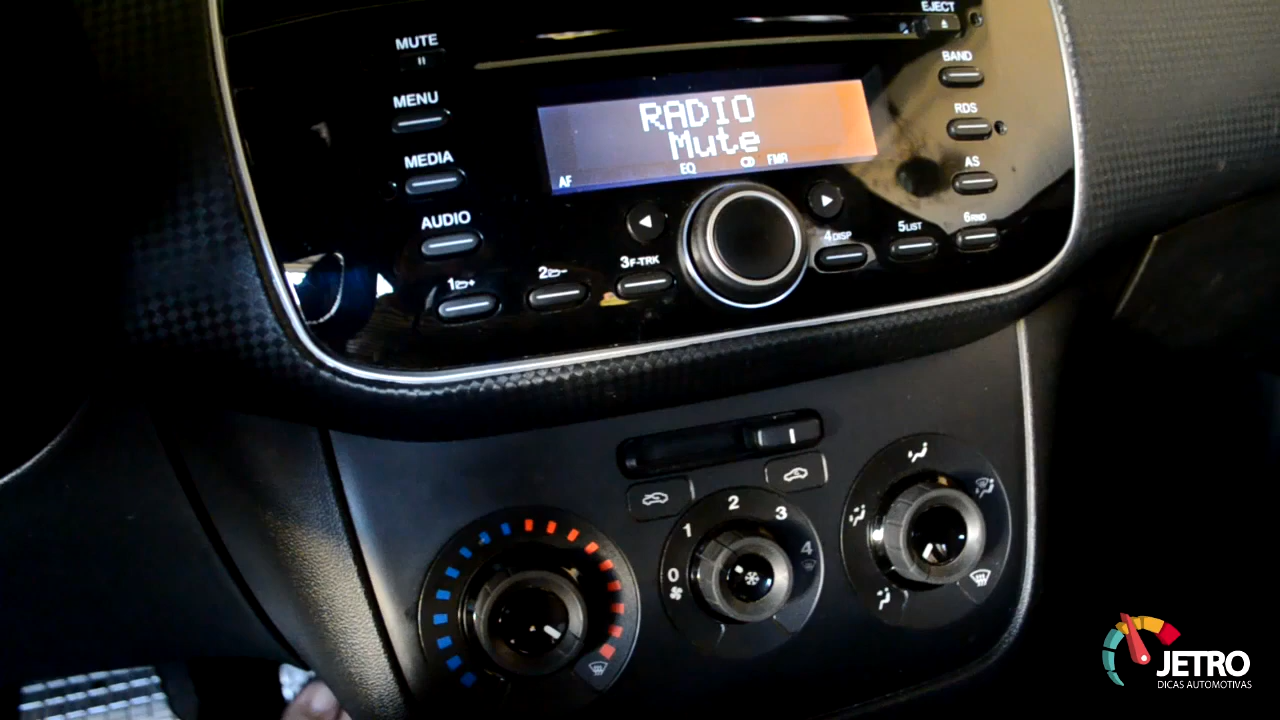 EJECT
MUTE
BAND
MENU
RADIO
Mute
RDS
MEDIA
AF
EQ
CD
FMR
AS
AUDIO
1
2
3F-TRK
4DISP
5LIST
6RND
0
1
2
3
4
JETRO
DICAS AUTOMOTIVAS